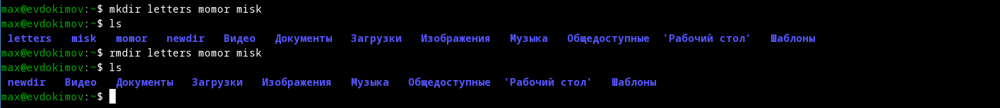 max@evdokimov:~$ mkdir letters momor misk
max@evdokimov:~$ ls
letters misk momor newdir Видео Документы Загрузки Изображения Музыка Общедоступные 'Рабочий стол' Шаблоны
max@evdokimov:~$ rmdir letters momor misk
max@evdokimov:~$ ls
newdir Видео Документы Загрузки Изображения Музыка Общедоступные 'Рабочий стол' Шаблоны
max@evdokimov:~$